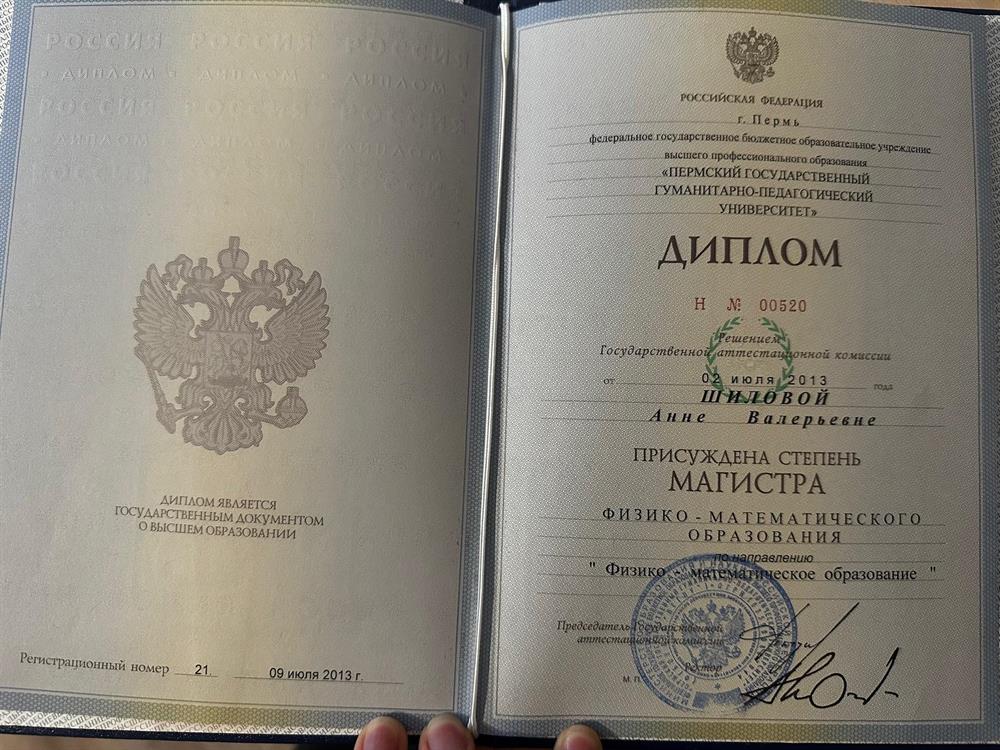 РОССИЯ РОССИЯ РОССИЯ
ДИПЛОМ ДИПЛОМ ДИПЛОМ
РОССИЯ РОССИЯ РОССИЯ
ДИПЛОМ ЯВЛЯЕТСЯ
ГОСУДАРСТВЕННЫМ ДОКУМЕНТОМ
О ВЫСШЕМ ОБРАЗОВАНИИ
Регистрационный номер 21. 09 июля 2013 г.
РОССИЙСКАЯ ФЕДЕРАЦИЯ
г. Пермь
федеральное государственное бюджетное образовательное учреждение
высшего профессионального образования
«ПЕРМСКИЙ ГОСУДАРСТВЕННЫЙ
ГУМАНИТАРНО-ПЕДАГОГИЧЕСКИЙ
УНИВЕРСИТЕТ»
ДИПЛОМ
Н № 00520
Решением
Государственной аттестационной комиссии
от 02 июля 2013 года
ШИЛОВОЙ
Анне Валерьевне
ПРИСУЖДЕНА СТЕПЕНЬ
МАГИСТРА
ФИЗИКО - МАТЕМАТИЧЕСКОГО
ОБРАЗОВАНИЯ
по направлению
" Физико - математическое образование "
Председатель Государственной
аттестационной комиссии
Ректор
М. П.